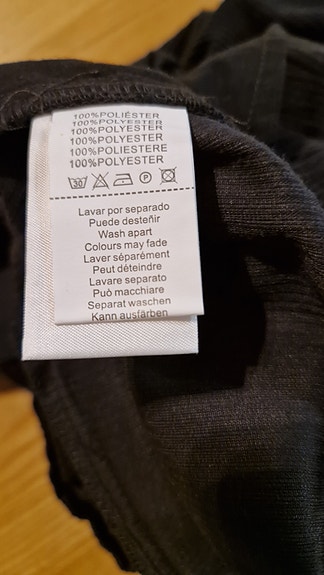 100%POLIÉSTER
100%POLYESTER
100%POLYESTER
100%POLYESTER
100%POLIESTERE
100%POLYESTER
30 P
Lavar por separado
Puede desteñir
Wash apart
Colours may fade
Laver séparément
Peut déteindre
Lavare separato
Può macchiare
Separat waschen
Kann ausfärben